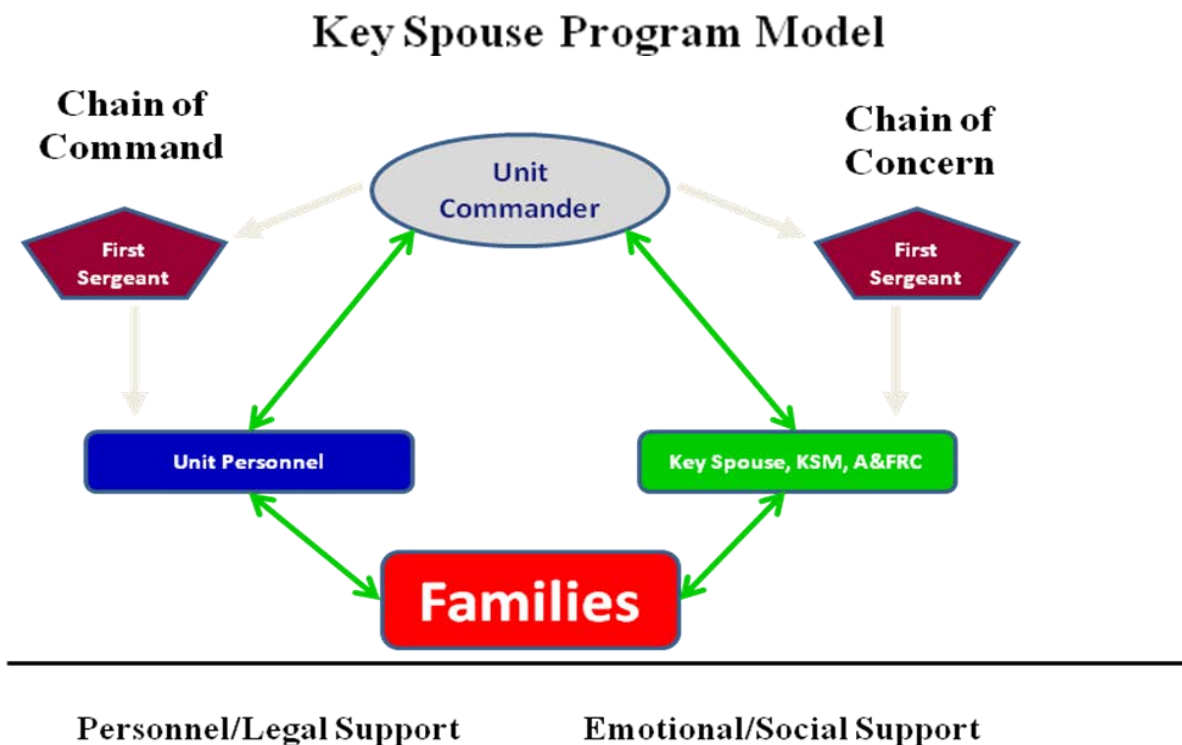 Key Spouse Program Model
Chain of
Command
Chain of
Concern
Unit
Commander
First
Sergeant
First
Sergeant
Unit Personnel
Key Spouse, KSM, A&FRC
Families
Personnel/Legal Support
Emotional/Social Support